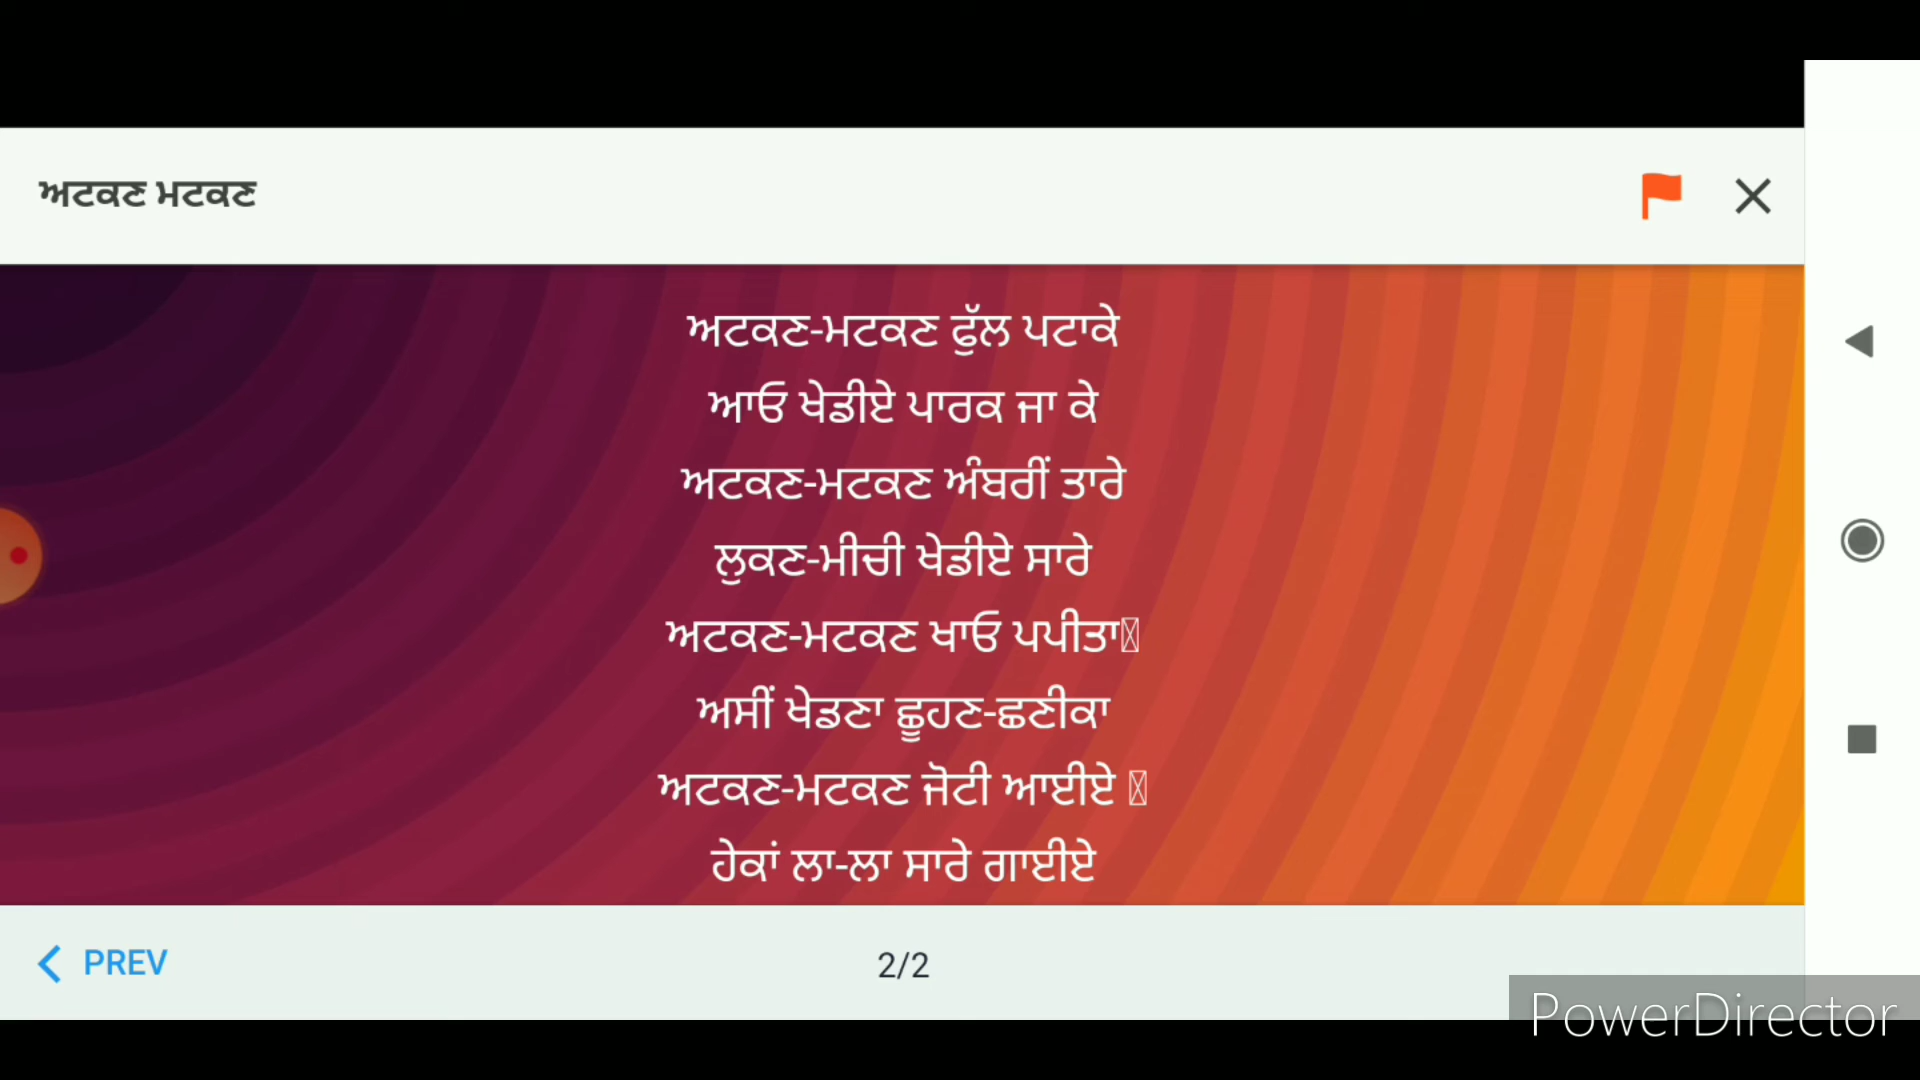 ਅਟਕਣ ਮਟਕਣ
ਅਟਕਣ-ਮਟਕਣ ਫੁੱਲ ਪਟਾਕੇ
ਆਓ ਖੇਡੀਏ ਪਾਰਕ ਜਾ ਕੇ
ਅਟਕਣ-ਮਟਕਣ ਅੰਬਰੀਂ ਤਾਰੇ
ਲੁਕਣ-ਮੀਚੀ ਖੇਡੀਏ ਸਾਰੇ
ਅਟਕਣ-ਮਟਕਣ ਖਾਓ ਪਪੀਤਾ
ਅਸੀਂ ਖੇਡਣਾ ਛੂਹਣ-ਛਣੀਕਾ
ਅਟਕਣ-ਮਟਕਣ ਜੋਟੀ ਆਈਏ
ਹੇਕਾਂ ਲਾ-ਲਾ ਸਾਰੇ ਗਾਈਏ
PREV
2/2
PowerDirector